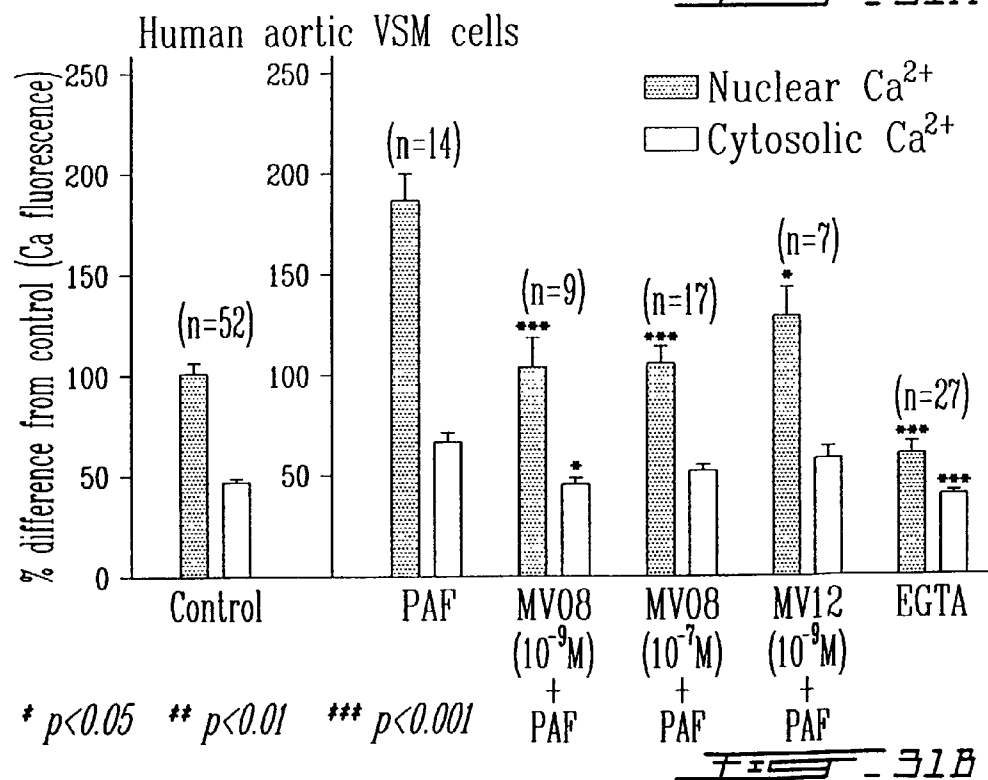 Human aortic VSM cells
% difference from control (Ca fluorescence)
250
200
150
100
50
0
250
200
150
100
50
Nuclear Ca²⁺
Cytosolic Ca²⁺
(n=52)
(n=14)
(n=9)
(n=17)
(n=7)
(n=27)
***
*
***
*
***
***
Control
PAF
MV08
(10⁻⁹M)
+
PAF
MV08
(10⁻⁷M)
+
PAF
MV12
(10⁻⁹M)
+
PAF
EGTA
* p<0.05 ** p<0.01 *** p<0.001
- 31B